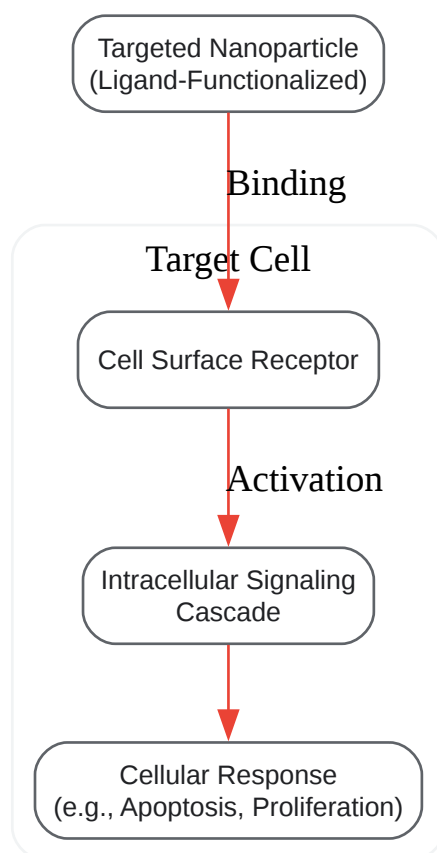 Targeted Nanoparticle
(Ligand-Functionalized)
Binding
Target Cell
Cell Surface Receptor
Activation
Intracellular Signaling
Cascade
Cellular Response
(e.g., Apoptosis, Proliferation)